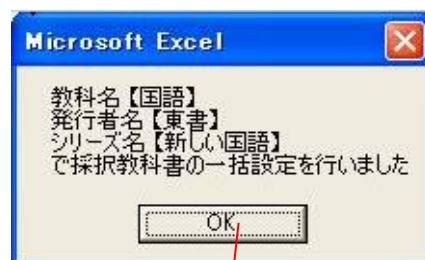 Microsoft Excel
教科名【国語】
発行者名【東書】
シリーズ名【新しい国語】
で採択教科書の一括設定を行いました
OK